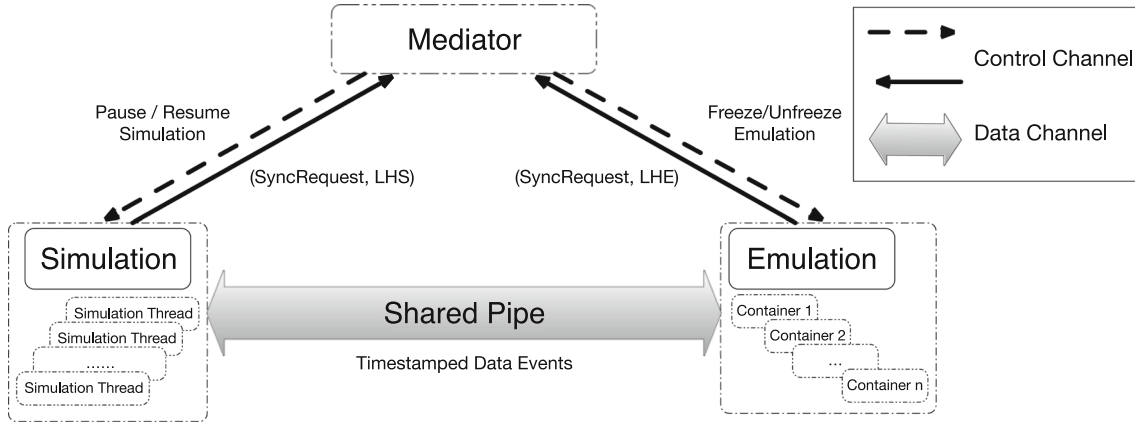 Mediator
Control Channel
Data Channel
Pause / Resume
Simulation
Freeze/Unfreeze
Emulation
(SyncRequest, LHS)
(SyncRequest, LHE)
Simulation
Simulation Thread
Simulation Thread
......
Simulation Thread
Shared Pipe
Timestamped Data Events
Emulation
Container 1
Container 2
...
Container n